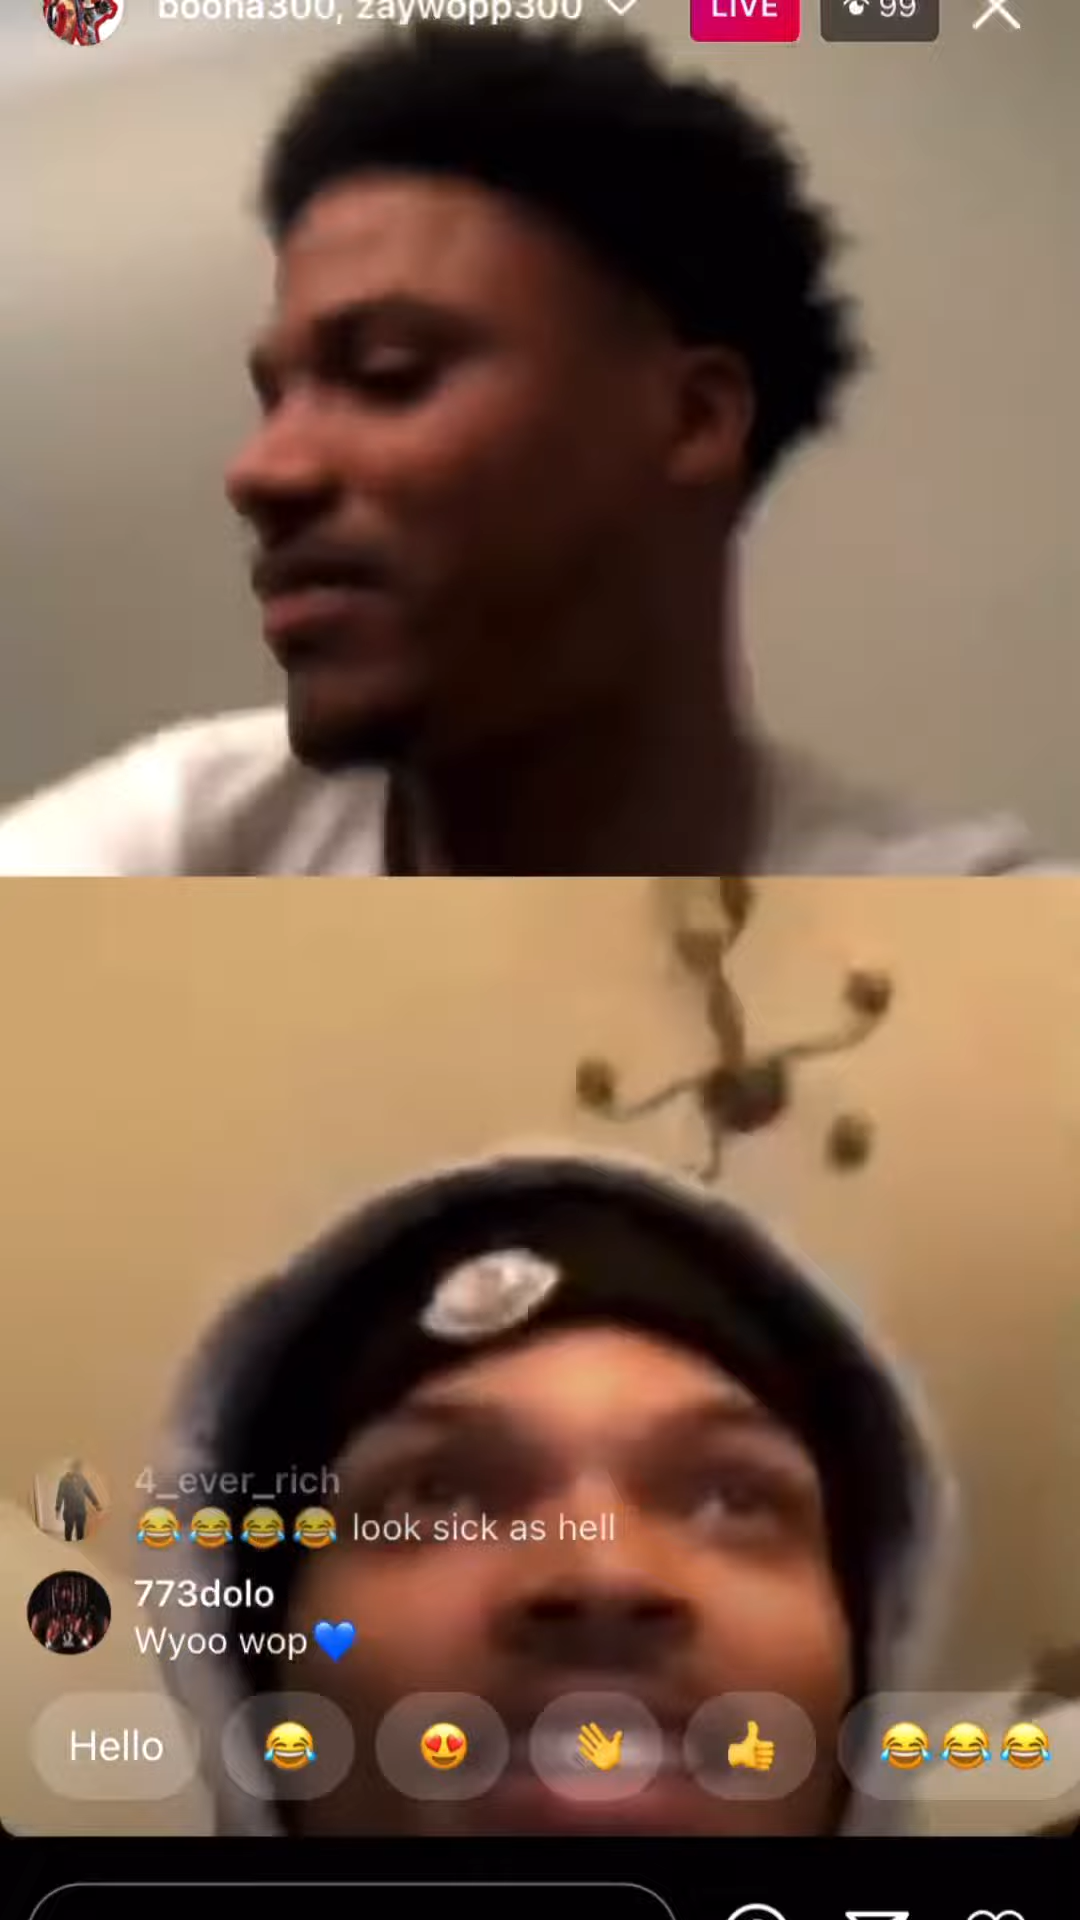 boona300, zaywopp300
LIVE
99
4_ever_rich
😂😂😂😂 look sick as hell
773dolo
Wyoo wop💙
Hello 😂 😍 👋 👍 😂😂😂